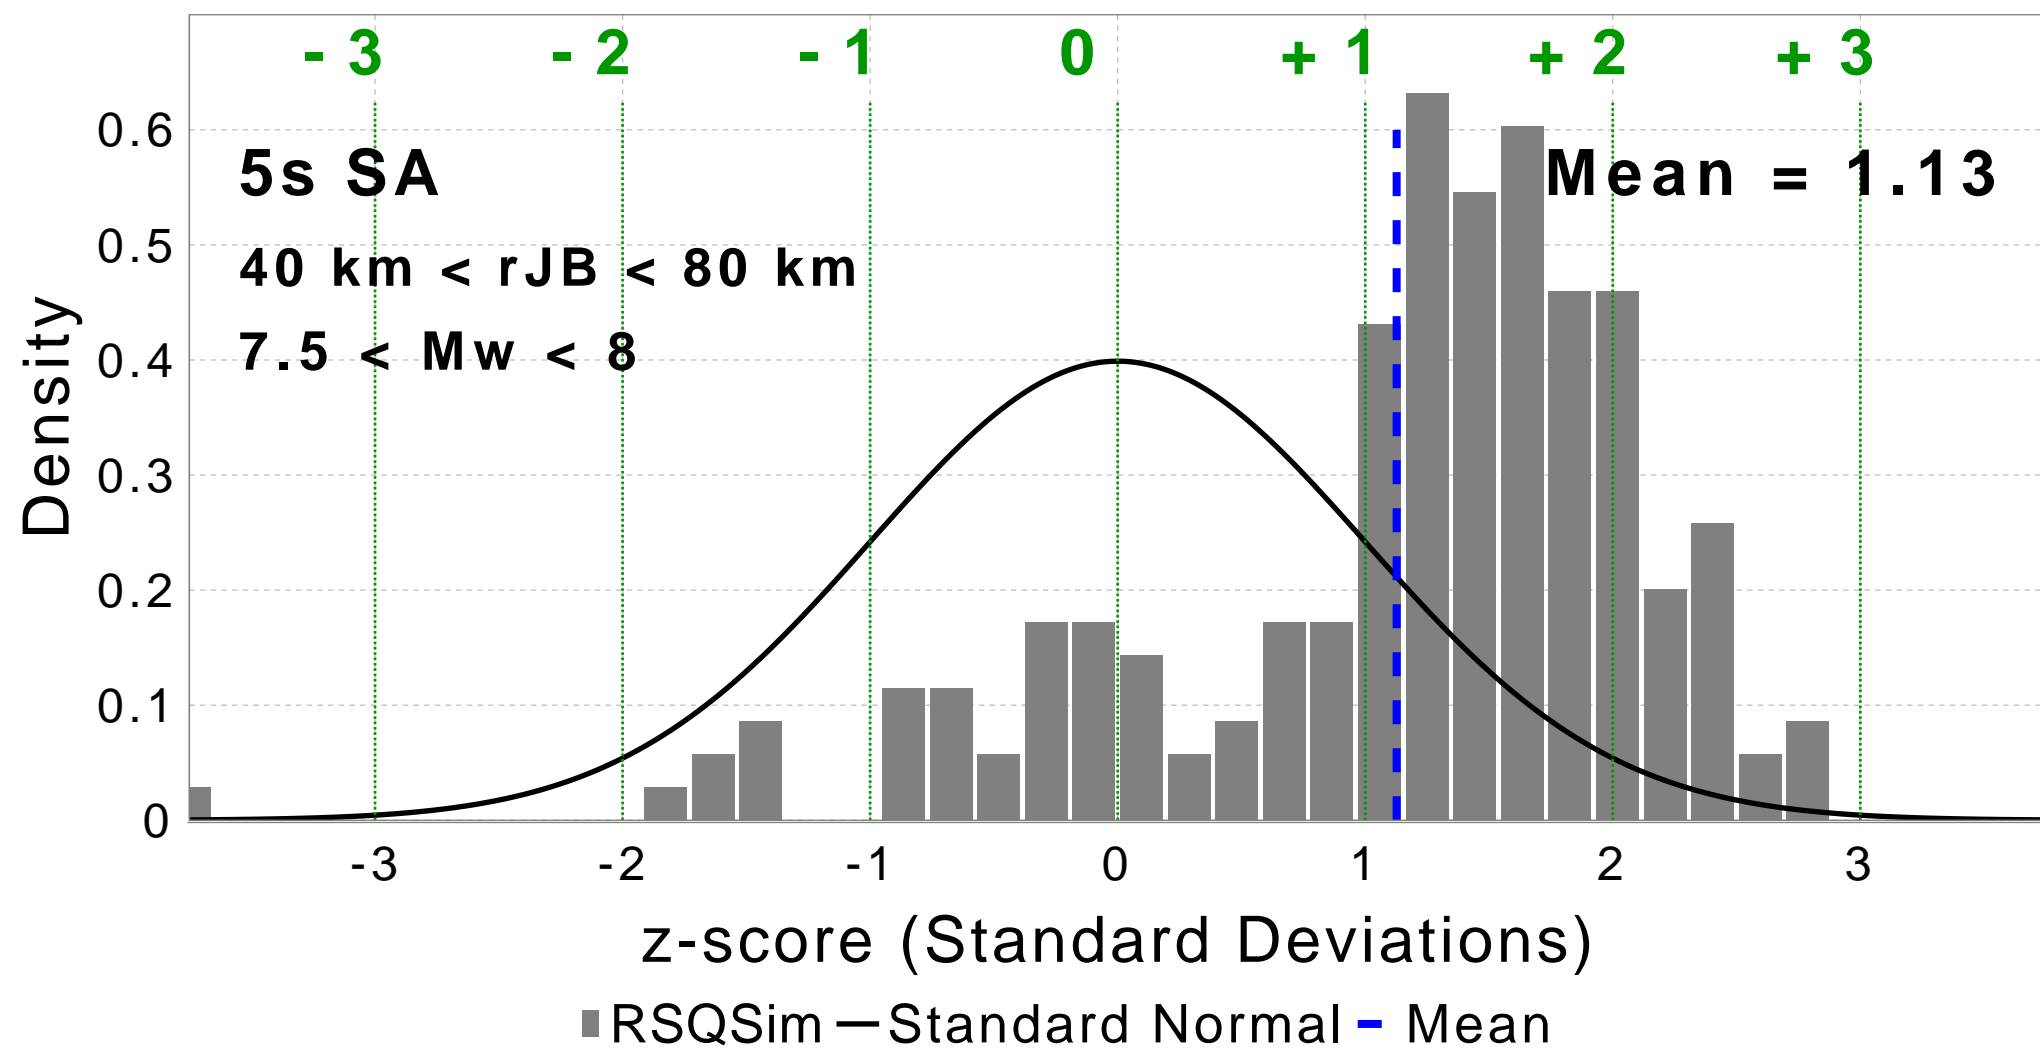 - 3 - 2 - 1 0 + 1 + 2 + 3
0.6
5s SA
Mean = 1.13
0.5
40 km < rJB < 80 km
7.5 < Mw < 8
0.4
0.3
0.2
0.1
0
Density
-3 -2 -1 0 1 2 3
z-score (Standard Deviations)
RSQSim Standard Normal Mean